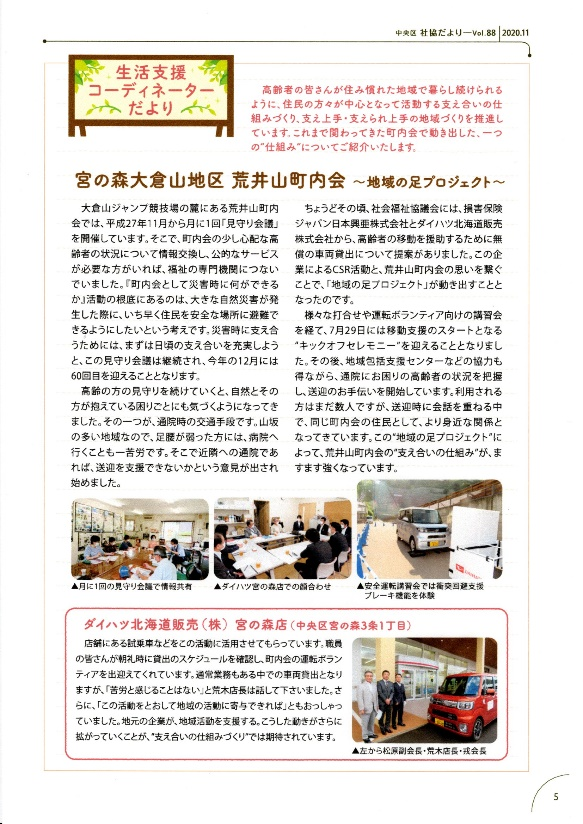 中央区 社協だより―Vol.88 2020.11
生活支援
コーディネーター
だより
高齢者の皆さんが住み慣れた地域で暮らし続けられる
ように、住民の方々が中心となって活動する支え合いの仕
組みづくり、支え上手・支えられ上手の地域づくりを推進し
ています。これまで関わってきた町内会で動き出した、一つ
の“仕組み”についてご紹介いたします。
宮の森大倉山地区 荒井山町内会 ～地域の足プロジェクト～
大倉山ジャンプ競技場の麓にある荒井山町内
会では、平成27年11月から月に1回「見守り会議」
を開催しています。そこで、町内会の少し心配な高
齢者の状況について情報交換し、公的なサービス
が必要な方がいれば、福祉の専門機関につない
でいました。『町内会として災害時に何ができる
か』活動の根底にあるのは、大きな自然災害が発
生した際に、いち早く住民を安全な場所に避難で
きるようにしたいという考えです。災害時に支え合
うためには、まずは日頃の支え合いを充実しよう
と、この見守り会議は継続され、今年の12月には
60回目を迎えることとなります。
高齢の方の見守りを続けていくと、自然とその
方が抱えている困りごとにも気づくようになってき
ました。その一つが、通院時の交通手段です。山坂
の多い地域なので、足腰が弱った方には、病院へ
行くことも一苦労です。そこで近隣への通院であ
れば、送迎を支援できないかという意見が出され
始めました。
ちょうどその頃、社会福祉協議会には、損害保険
ジャパン日本興亜株式会社とダイハツ北海道販売
株式会社から、高齢者の移動を援助するために無
償の車両貸出について提案がありました。この企
業によるCSR活動と、荒井山町内会の思いを繋ぐ
ことで、「地域の足プロジェクト」が動き出すことと
なったのです。
様々な打合せや運転ボランティア向けの講習会
を経て、7月29日には移動支援のスタートとなる
“キックオフセレモニー”を迎えることとなりまし
た。その後、地域包括支援センターなどの協力も
得ながら、通院にお困りの高齢者の状況を把握
し、送迎のお手伝いを開始しています。利用される
方はまだ数人ですが、送迎時に会話を重ねる中
で、同じ町内会の住民として、より身近な関係と
なってきています。この“地域の足プロジェクト”に
よって、荒井山町内会の“支え合いの仕組み”が、ま
すます強くなっています。
▲月に1回の見守り会議で情報共有
▲ダイハツ宮の森店での顔合わせ
▲安全運転講習会では衝突回避支援
ブレーキ機能を体験
ダイハツ北海道販売(株) 宮の森店(中央区宮の森3条1丁目)
店舗にある試乗車などをこの活動に活用させてもらっています。職員
の皆さんが朝礼時に貸出のスケジュールを確認し、町内会の運転ボラン
ティアを出迎えてくれています。通常業務もある中での車両貸出となり
ますが、「苦労と感じることはない」と荒木店長は話して下さいました。さ
らに、「この活動をとおして地域の活動に寄与できれば」ともおっしゃっ
ていました。地元の企業が、地域活動を支援する。こうした動きがさらに
拡がっていくことが、“支え合いの仕組みづくり”では期待されています。
▲左から松原副会長・荒木店長・戎会長
5